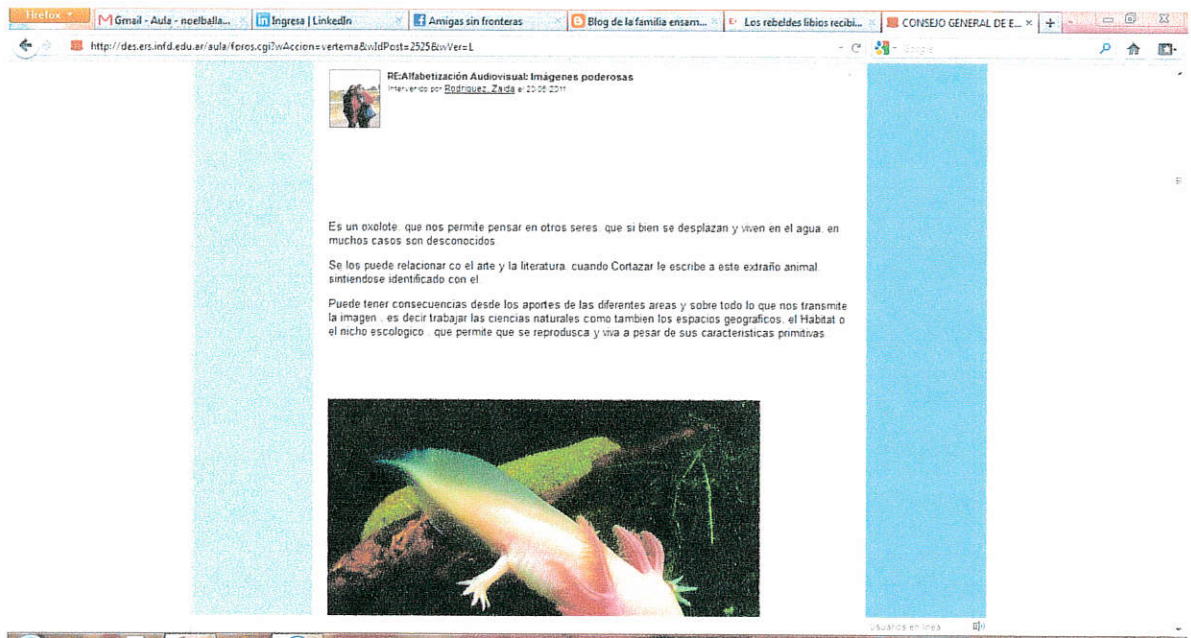 Firefox
Gmail - Aula - noelballa...
Ingresa | LinkedIn
Amigas sin fronteras
Blog de la familia ensam...
Los rebeldes libios recibi...
CONSEJO GENERAL DE E...
http://des.ers.infd.edu.ar/aula/foros.cgi?wAccion=vertema&wIdPost=2525&wVer=L
Google
RE:Alfabetización Audiovisual: Imágenes poderosas
Intervenido por Rodriguez, Zaida el 2011
Es un oxolote, que nos permite pensar en otros seres, que si bien se desplazan y viven en el agua, en
muchos casos son desconocidos
Se los puede relacionar co el arte y la literatura, cuando Cortazar le escribe a este extraño animal
sintiendose identificado con el
Puede tener consecuencias desde los aportes de las diferentes areas y sobre todo lo que nos transmite
la imagen , es decir trabajar las ciencias naturales como tambien los espacios geograficos, el Habitat o
el nicho escologico , que permite que se reprodusca y viva a pesar de sus caracteristicas primitivas
Usuarios en linea